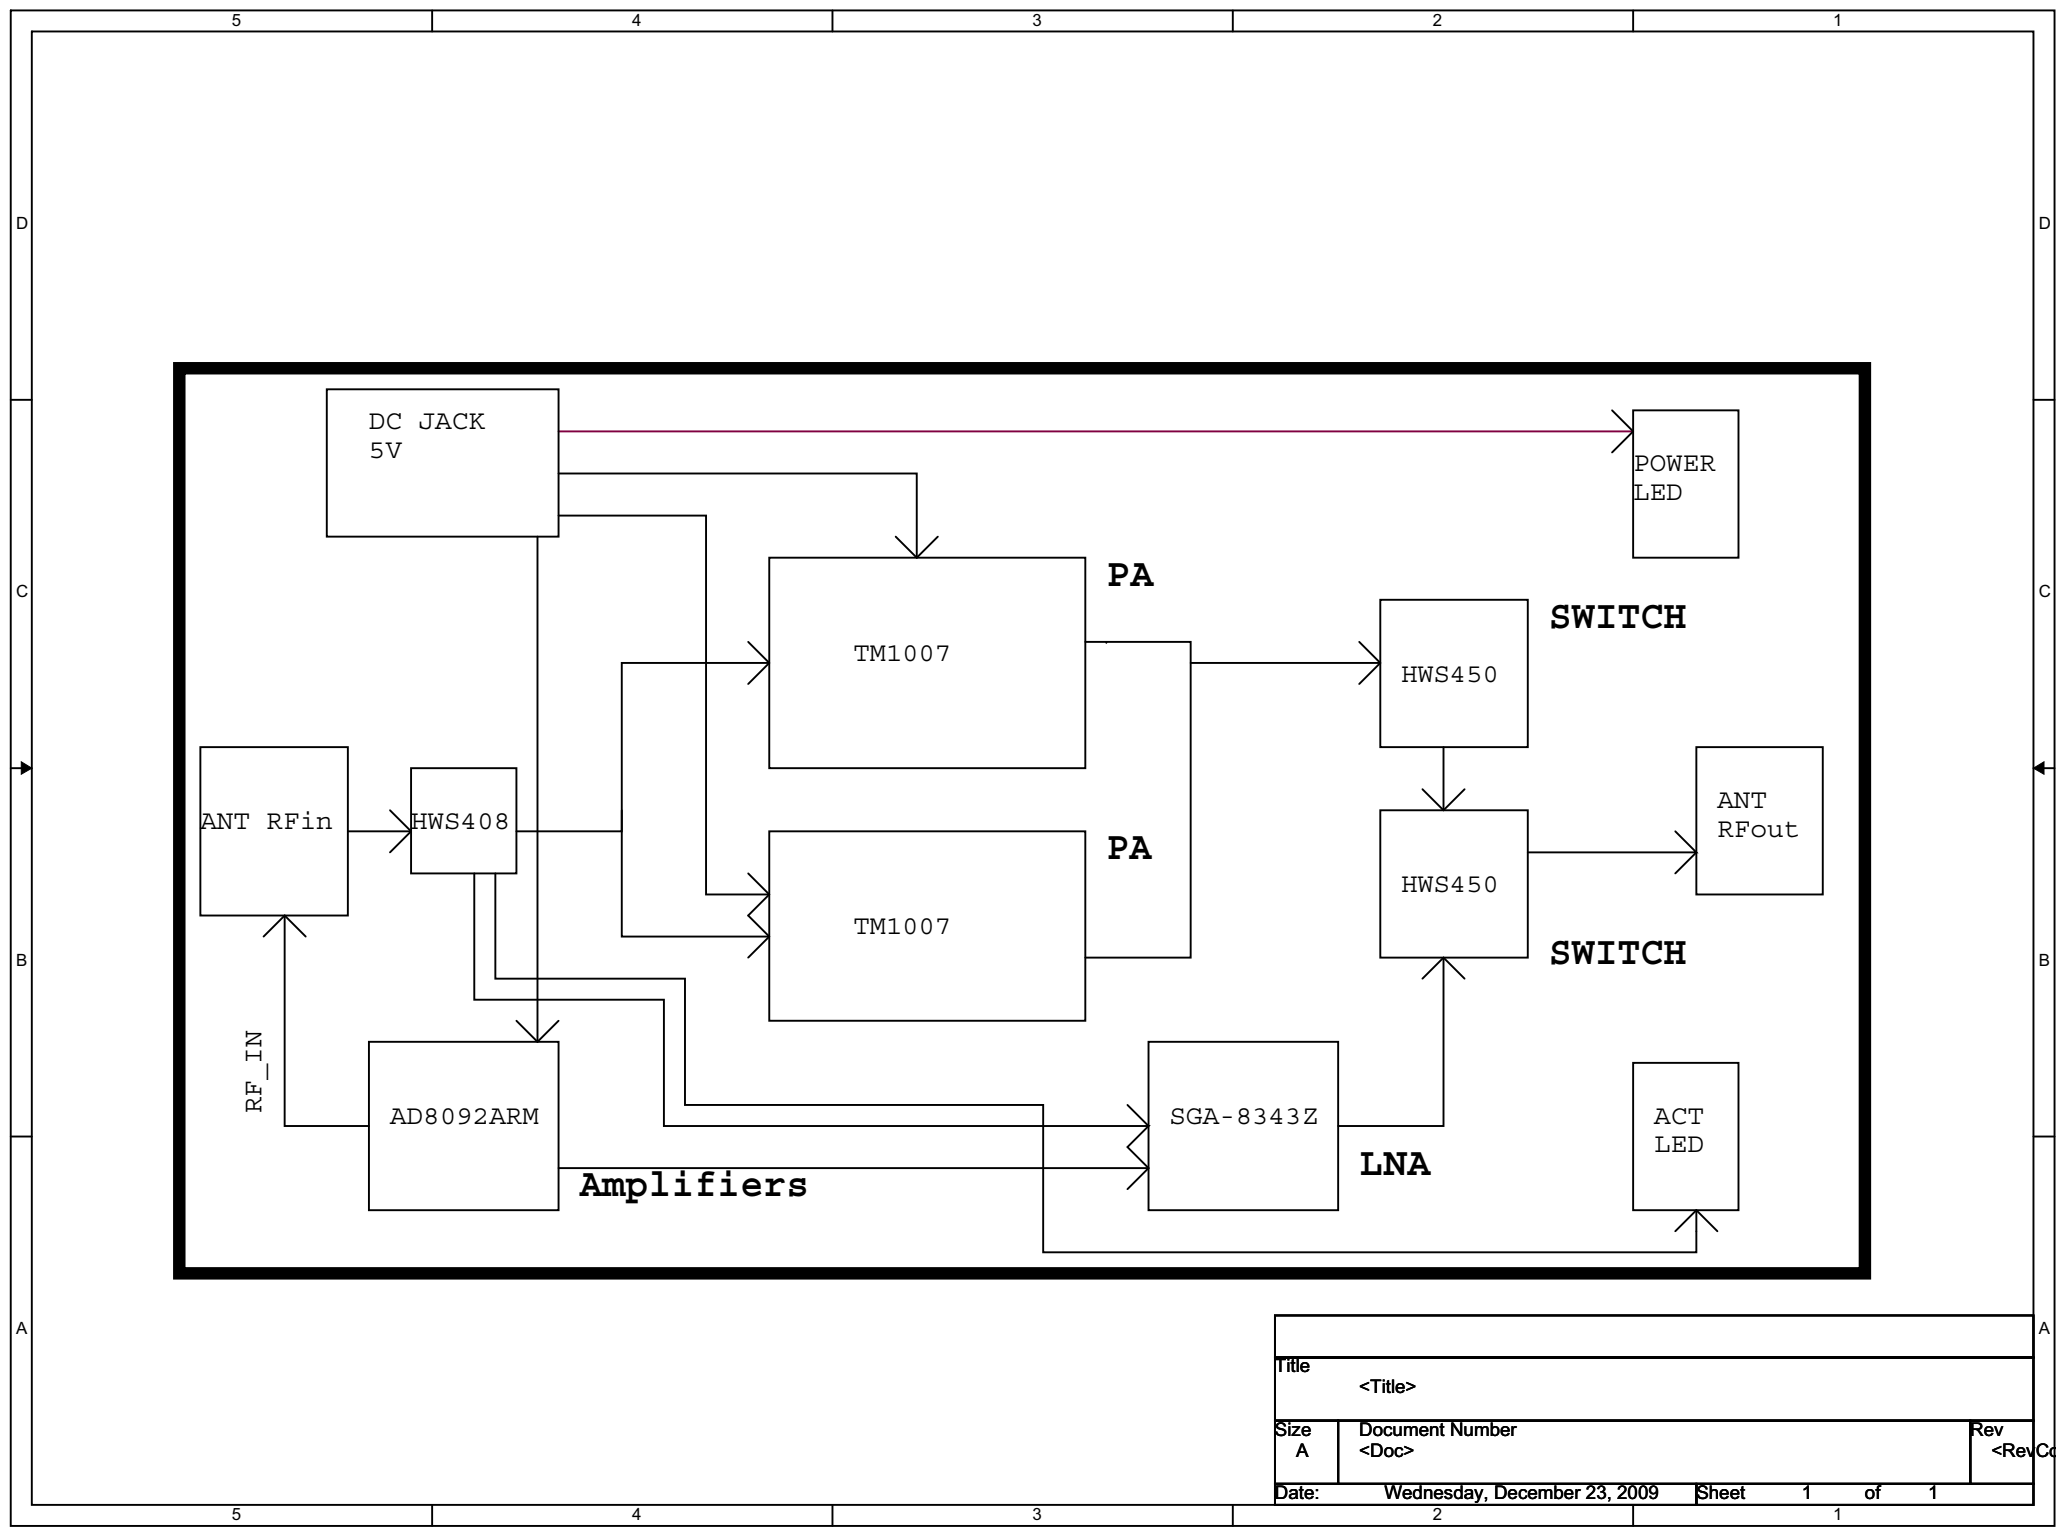 5 4 3 2 1
D D
DC JACK
5V
POWER
LED
PA
C C
SWITCH
TM1007
HWS450
ANT RFin
HWS408
ANT
RFout
PA
HWS450
TM1007
SWITCH
B B
RF_IN
AD8092ARM
SGA-8343Z
ACT
LED
LNA
Amplifiers
A A
Title
<Title>
Size
A
Document Number
<Doc>
Rev
<RevCo
Date: Wednesday, December 23, 2009 Sheet 1 of 1
5 4 3 2 1